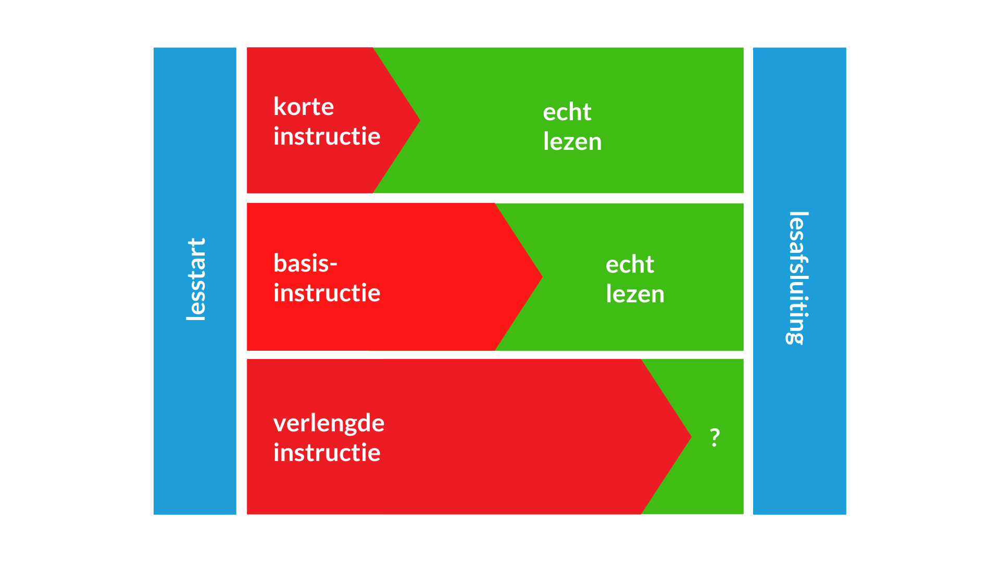 lesstart
korte
instructie
echt
lezen
basis-
instructie
echt
lezen
verlengde
instructie
?
lesafsluiting